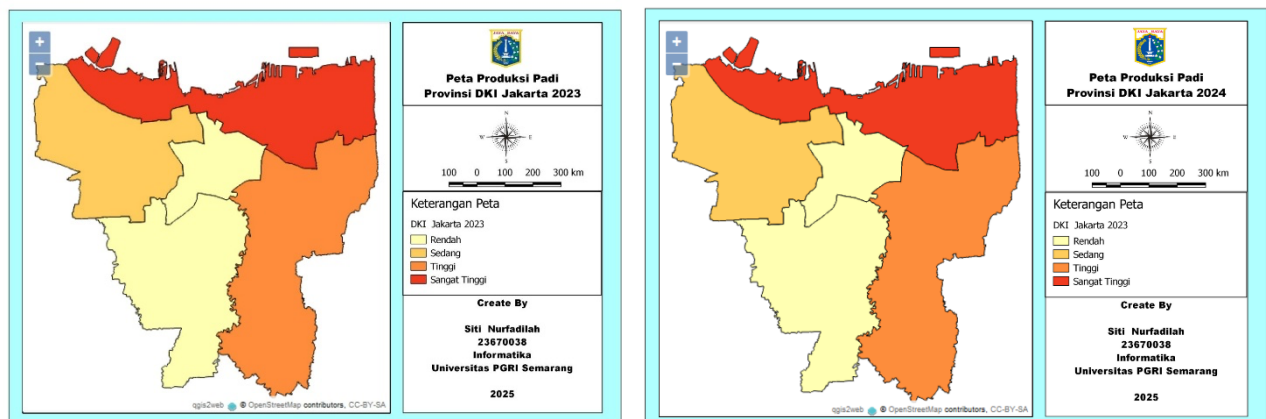 +
−
JAYA RAYA
Peta Produksi Padi
Provinsi DKI Jakarta 2023
N
W
E
S
100 0 100 200 300 km
Keterangan Peta
DKI Jakarta 2023
Rendah
Sedang
Tinggi
Sangat Tinggi
Create By
Siti Nurfadilah
23670038
Informatika
Universitas PGRI Semarang
2025
qgis2web © OpenStreetMap contributors, CC-BY-SA
+
−
JAYA RAYA
Peta Produksi Padi
Provinsi DKI Jakarta 2024
N
W
E
S
100 0 100 200 300 km
Keterangan Peta
DKI Jakarta 2023
Rendah
Sedang
Tinggi
Sangat Tinggi
Create By
Siti Nurfadilah
23670038
Informatika
Universitas PGRI Semarang
2025
qgis2web © OpenStreetMap contributors, CC-BY-SA